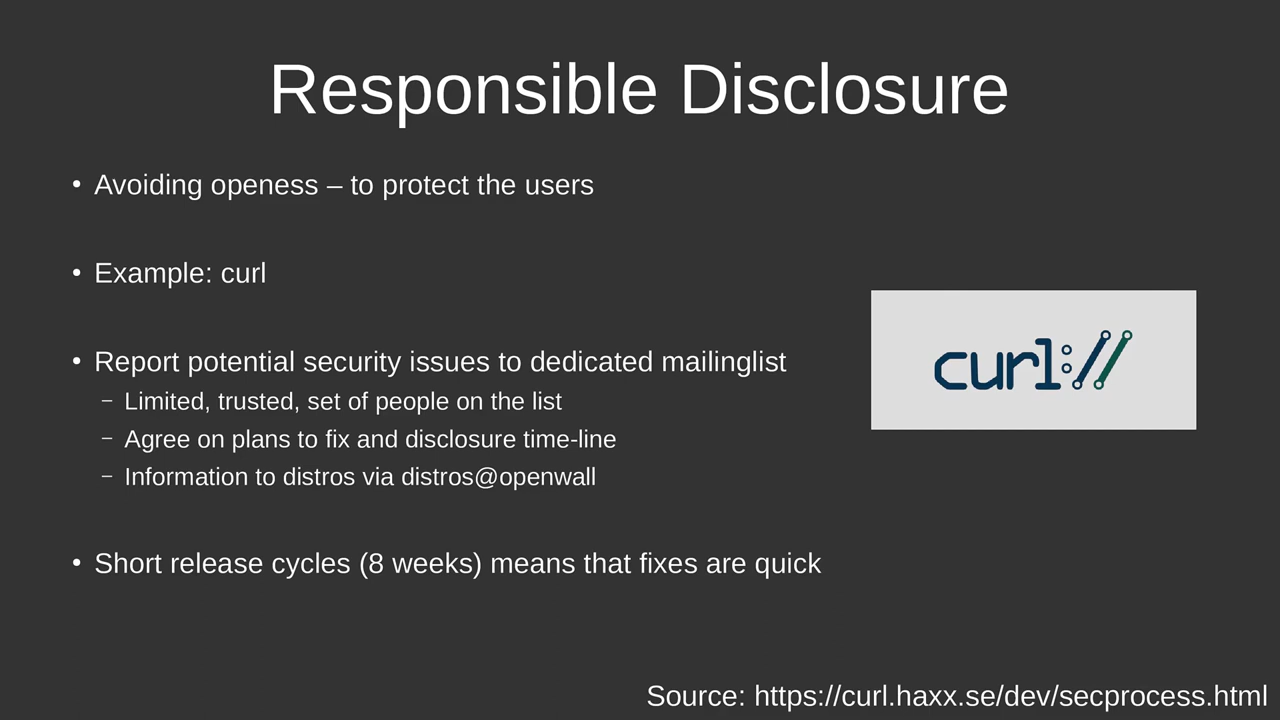 Responsible Disclosure
• Avoiding openess – to protect the users
• Example: curl
• Report potential security issues to dedicated mailinglist
– Limited, trusted, set of people on the list
– Agree on plans to fix and disclosure time-line
– Information to distros via distros@openwall
• Short release cycles (8 weeks) means that fixes are quick
curl://
Source: https://curl.haxx.se/dev/secprocess.html